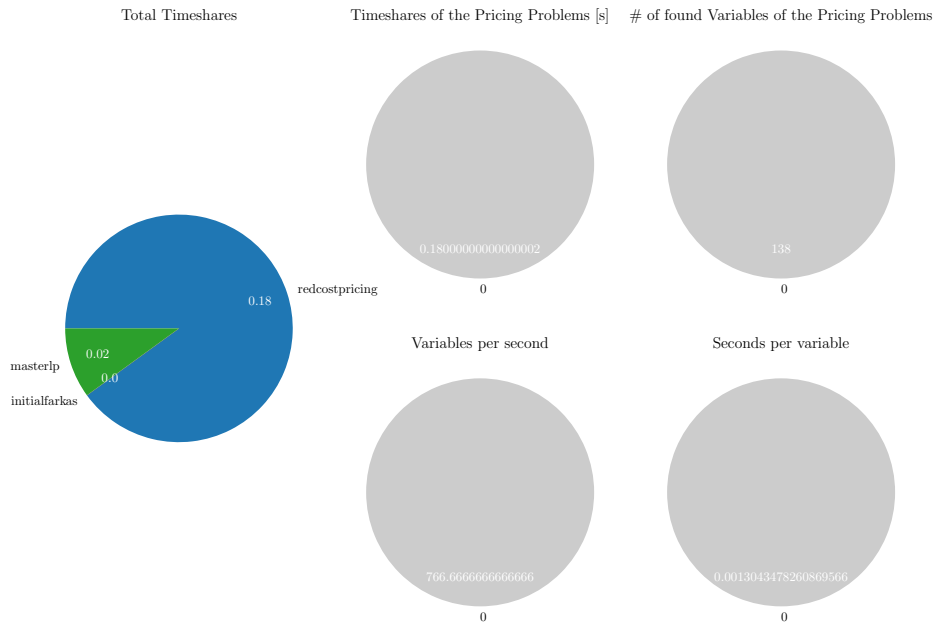 Total Timeshares
Timeshares of the Pricing Problems [s]
# of found Variables of the Pricing Problems
0.18000000000000002
138
redcostpricing
0
0
0.18
Variables per second
Seconds per variable
0.02
masterlp
0.0
initialfarkas
766.6666666666666
0.0013043478260869566
0
0